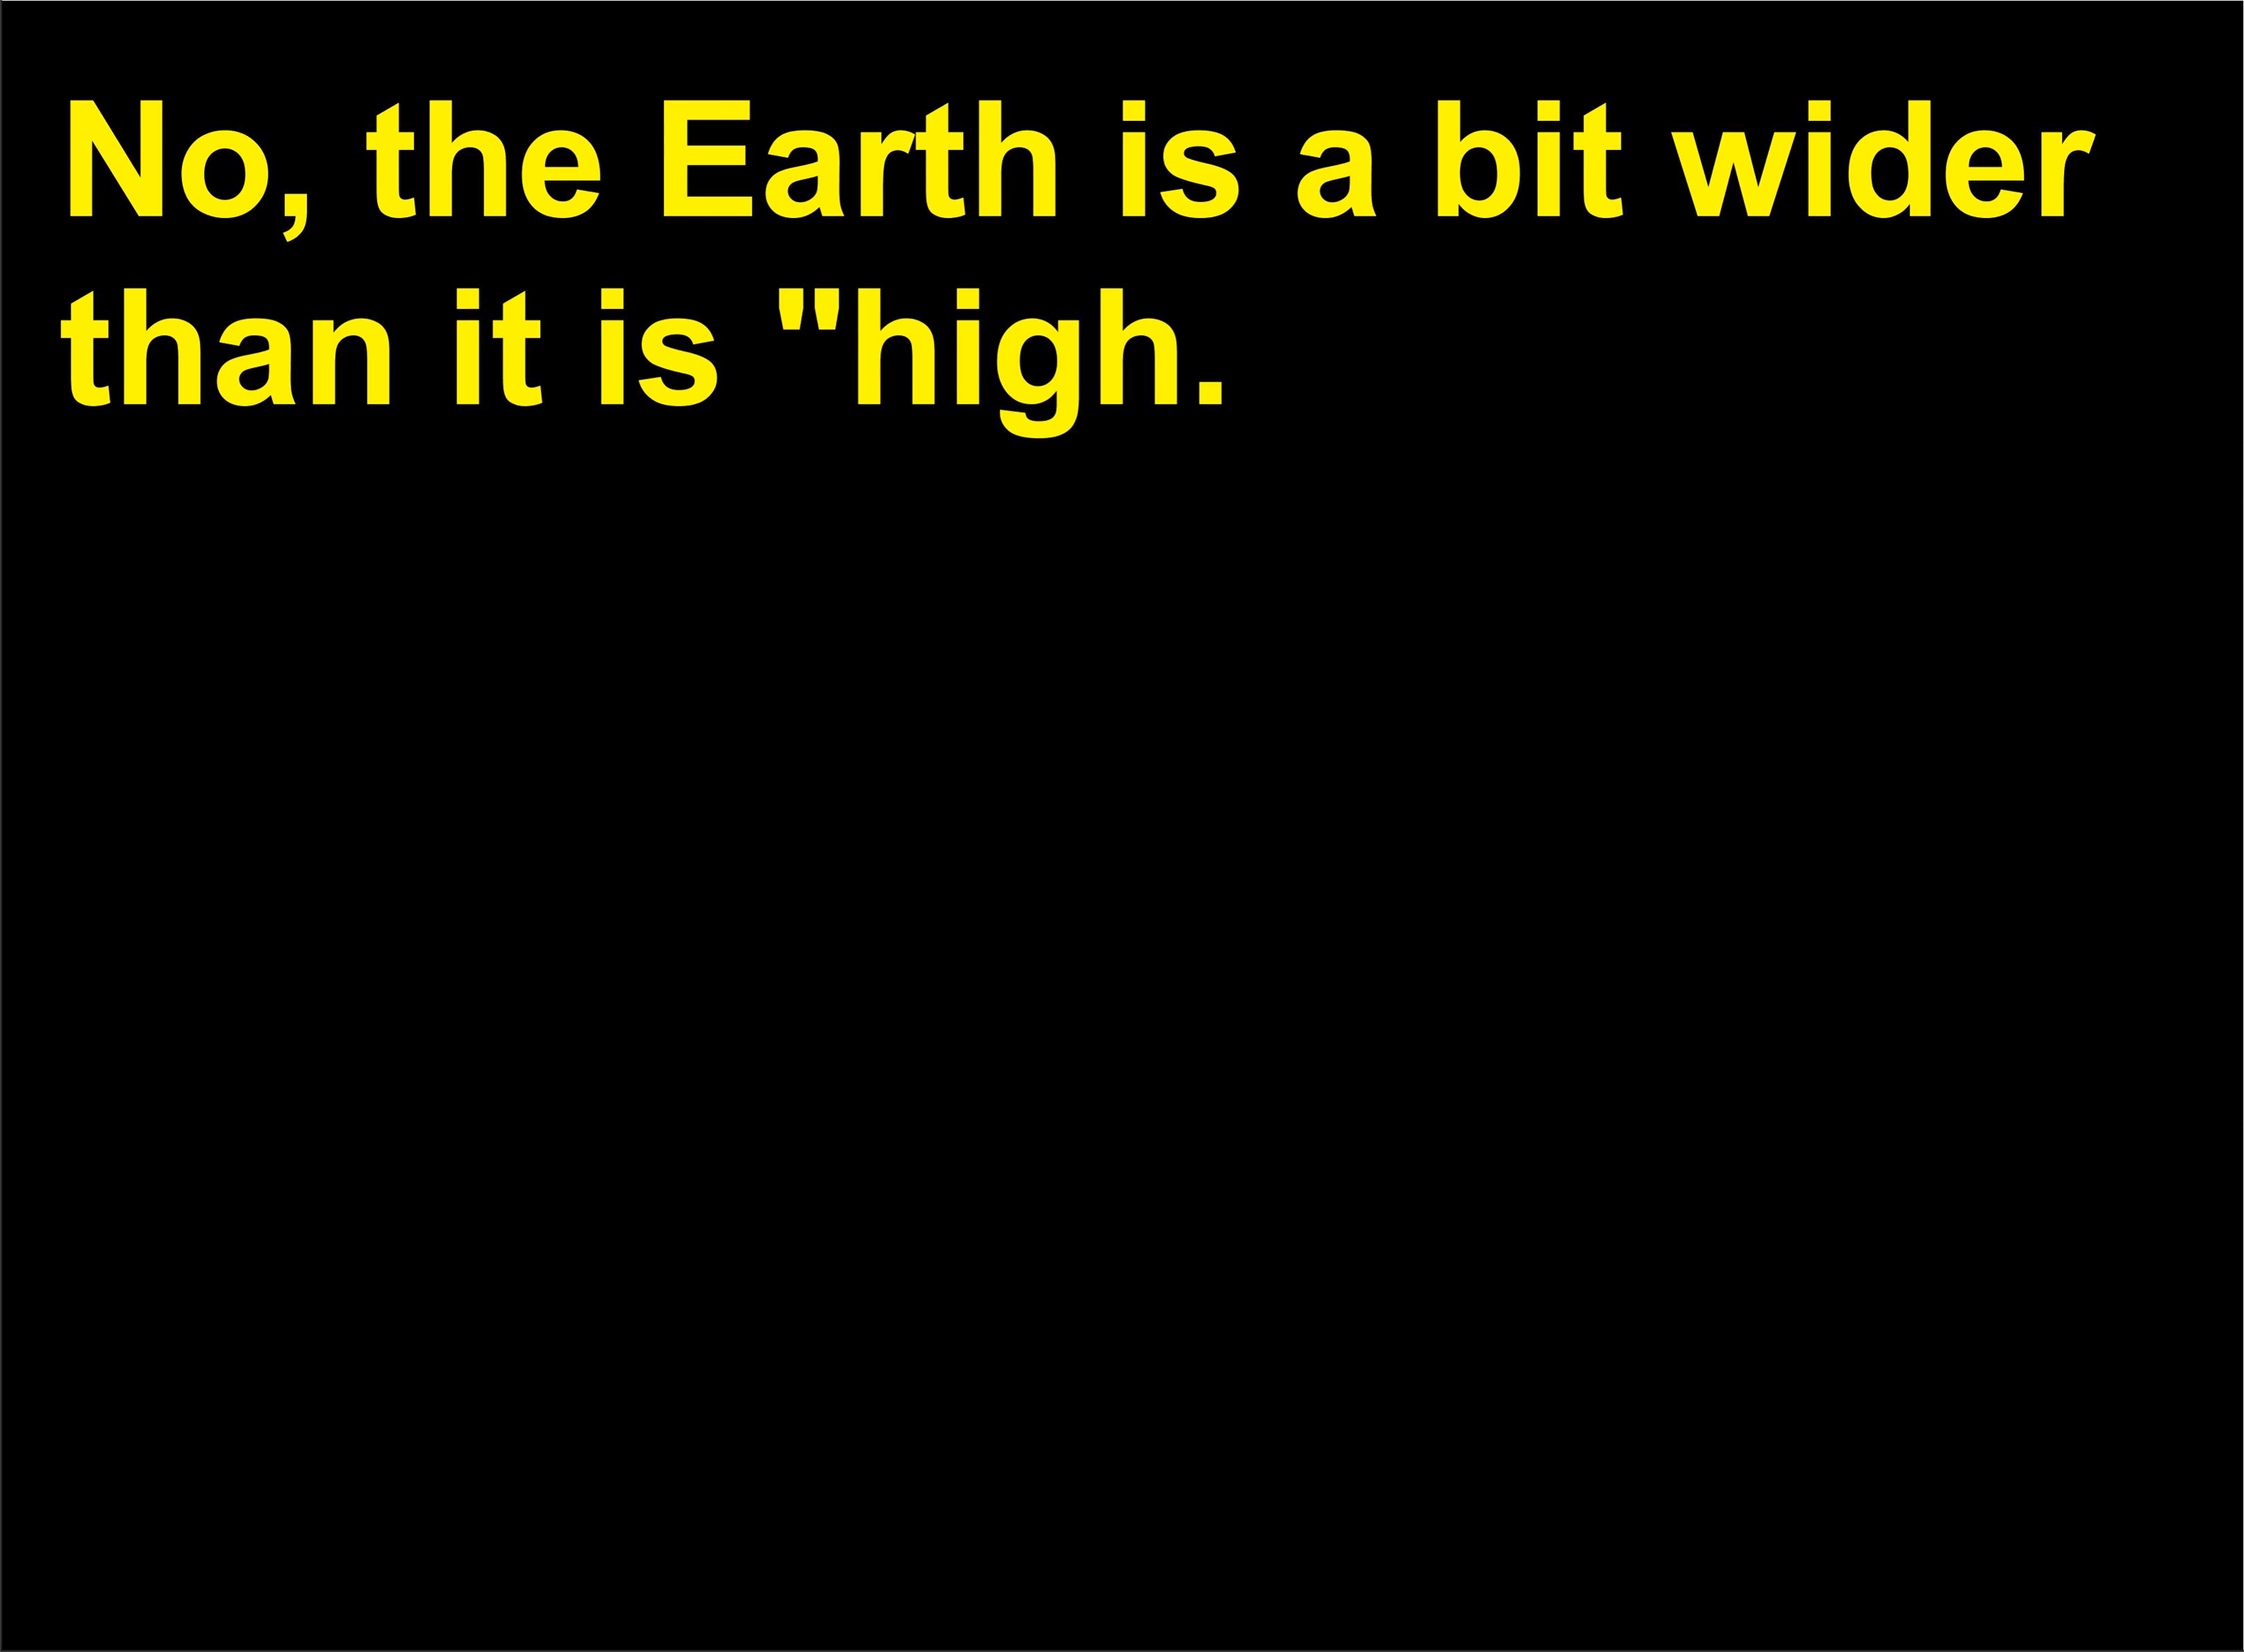 No, the Earth is a bit wider
than it is "high.